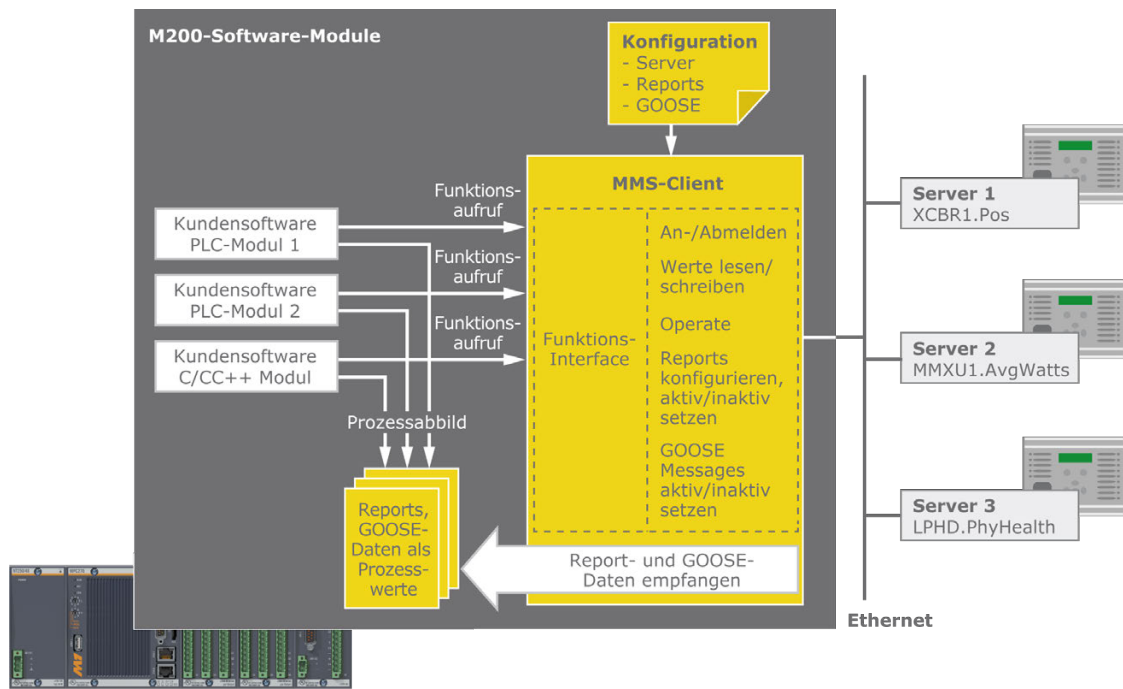 M200-Software-Module
Konfiguration
- Server
- Reports
- GOOSE
MMS-Client
Funktions-
aufruf
Kundensoftware
PLC-Modul 1
Funktions-
aufruf
Kundensoftware
PLC-Modul 2
Funktions-
aufruf
Kundensoftware
C/CC++ Modul
Funktions-
Interface
An-/Abmelden
Werte lesen/
schreiben
Operate
Reports
konfigurieren,
aktiv/inaktiv
setzen
GOOSE
Messages
aktiv/inaktiv
setzen
Prozessabbild
Reports,
GOOSE-
Daten als
Prozess-
werte
Report- und GOOSE-
Daten empfangen
Server 1
XCBR1.Pos
Server 2
MMXU1.AvgWatts
Server 3
LPHD.PhyHealth
Ethernet